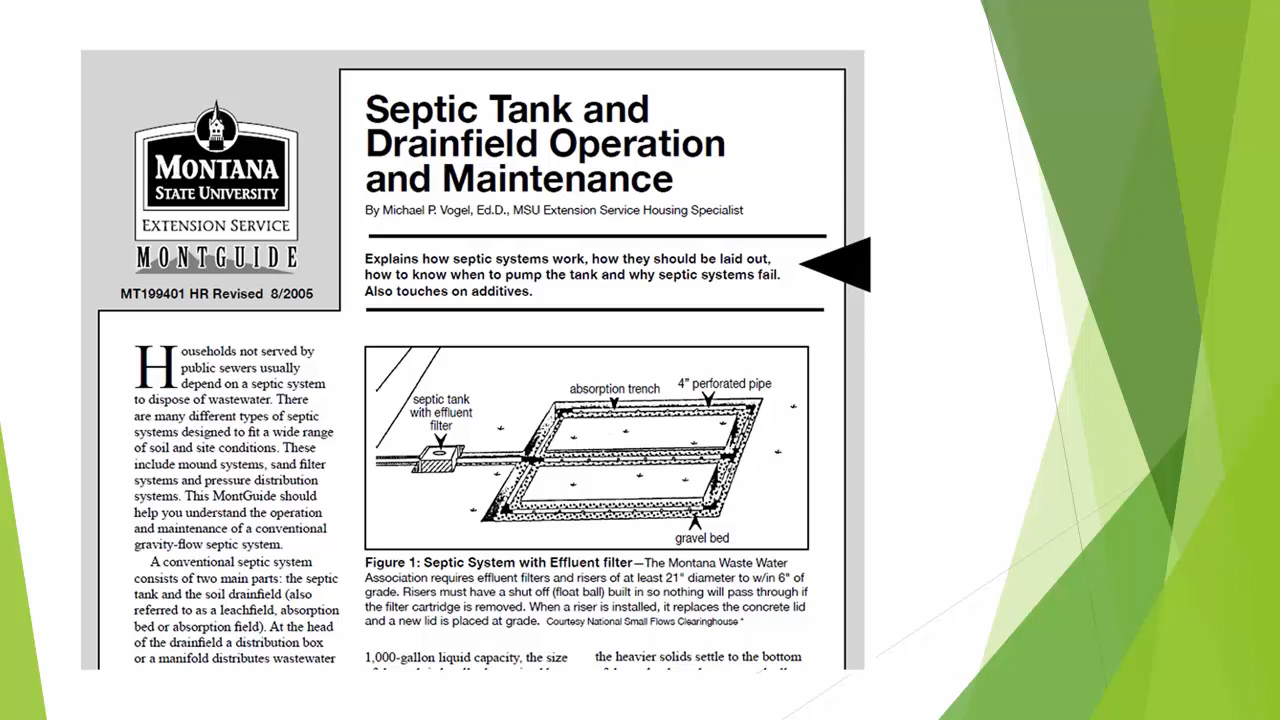 MONTANA
STATE UNIVERSITY
EXTENSION SERVICE
MONTGUIDE
MT199401 HR Revised 8/2005
Septic Tank and
Drainfield Operation
and Maintenance
By Michael P. Vogel, Ed.D., MSU Extension Service Housing Specialist
Explains how septic systems work, how they should be laid out,
how to know when to pump the tank and why septic systems fail.
Also touches on additives.
Households not served by
public sewers usually
depend on a septic system
to dispose of wastewater. There
are many different types of septic
systems designed to fit a wide range
of soil and site conditions. These
include mound systems, sand filter
systems and pressure distribution
systems. This MontGuide should
help you understand the operation
and maintenance of a conventional
gravity-flow septic system.
A conventional septic system
consists of two main parts: the septic
tank and the soil drainfield (also
referred to as a leachfield, absorption
bed or absorption field). At the head
of the drainfield a distribution box
or a manifold distributes wastewater
septic tank
with effluent
filter
absorption trench
4" perforated pipe
gravel bed
Figure 1: Septic System with Effluent filter—The Montana Waste Water
Association requires effluent filters and risers of at least 21" diameter to w/in 6" of
grade. Risers must have a shut off (float ball) built in so nothing will pass through if
the filter cartridge is removed. When a riser is installed, it replaces the concrete lid
and a new lid is placed at grade. Courtesy National Small Flows Clearinghouse *
1,000-gallon liquid capacity, the size
the heavier solids settle to the bottom